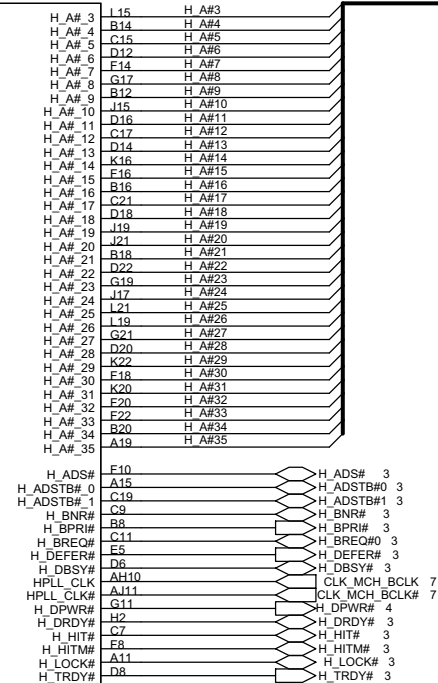 H_A#_3 L15 H_A#3
H_A#_4 B14 H_A#4
H_A#_5 C15 H_A#5
H_A#_6 D12 H_A#6
H_A#_7 F14 H_A#7
H_A#_8 G17 H_A#8
H_A#_9 B12 H_A#9
H_A#_10 J15 H_A#10
H_A#_11 D16 H_A#11
H_A#_12 C17 H_A#12
H_A#_13 D14 H_A#13
H_A#_14 K16 H_A#14
H_A#_15 F16 H_A#15
H_A#_16 B16 H_A#16
H_A#_17 C21 H_A#17
H_A#_18 D18 H_A#18
H_A#_19 J19 H_A#19
H_A#_20 J21 H_A#20
H_A#_21 B18 H_A#21
H_A#_22 D22 H_A#22
H_A#_23 G19 H_A#23
H_A#_24 J17 H_A#24
H_A#_25 L21 H_A#25
H_A#_26 L19 H_A#26
H_A#_27 G21 H_A#27
H_A#_28 D20 H_A#28
H_A#_29 K22 H_A#29
H_A#_30 F18 H_A#30
H_A#_31 K20 H_A#31
H_A#_32 F20 H_A#32
H_A#_33 F22 H_A#33
H_A#_34 B20 H_A#34
H_A#_35 A19 H_A#35
H_ADS# F10 H_ADS# 3
H_ADSTB#_0 A15 H_ADSTB#0 3
H_ADSTB#_1 C19 H_ADSTB#1 3
H_BNR# C9 H_BNR# 3
H_BPRI# B8 H_BPRI# 3
H_BREQ# C11 H_BREQ#0 3
H_DEFER# E5 H_DEFER# 3
H_DBSY# D6 H_DBSY# 3
HPLL_CLK AH10 CLK_MCH_BCLK 7
HPLL_CLK# AJ11 CLK_MCH_BCLK# 7
H_DPWR# G11 H_DPWR# 4
H_DRDY# H2 H_DRDY# 3
H_HIT# C7 H_HIT# 3
H_HITM# F8 H_HITM# 3
H_LOCK# A11 H_LOCK# 3
H_TRDY# D8 H_TRDY# 3